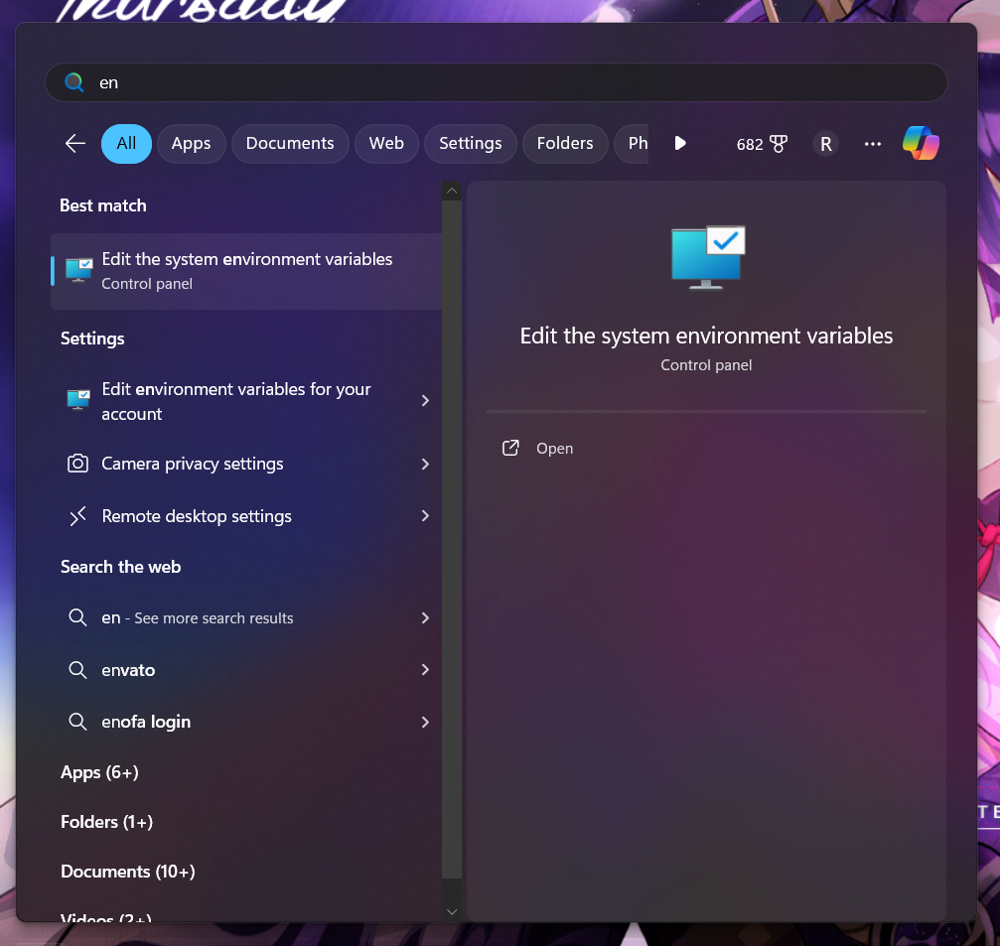 Thursday
en
All Apps Documents Web Settings Folders Ph 682 R
Best match
Edit the system environment variables
Control panel
Settings
Edit environment variables for your
account
Camera privacy settings
Remote desktop settings
Search the web
en - See more search results
envato
enofa login
Apps (6+)
Folders (1+)
Documents (10+)
Videos (2+)
Edit the system environment variables
Control panel
Open
TE